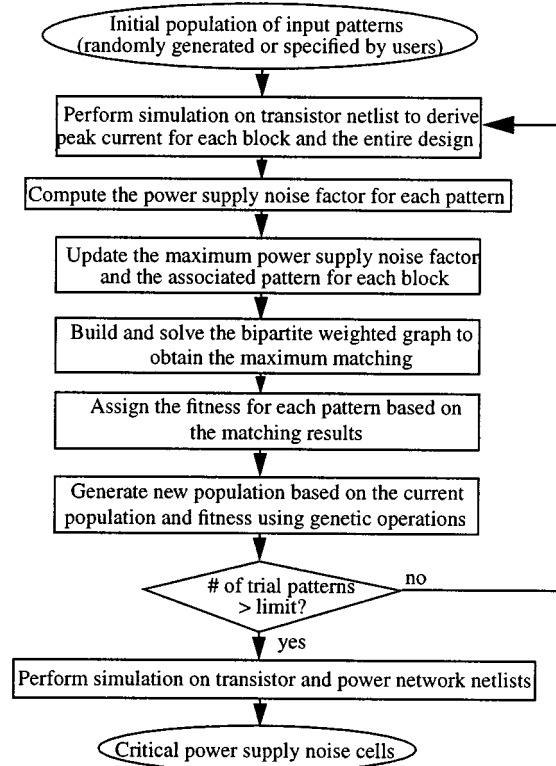 Initial population of input patterns
(randomly generated or specified by users)
Perform simulation on transistor netlist to derive
peak current for each block and the entire design
Compute the power supply noise factor for each pattern
Update the maximum power supply noise factor
and the associated pattern for each block
Build and solve the bipartite weighted graph to
obtain the maximum matching
Assign the fitness for each pattern based on
the matching results
Generate new population based on the current
population and fitness using genetic operations
# of trial patterns
> limit?
no
yes
Perform simulation on transistor and power network netlists
Critical power supply noise cells